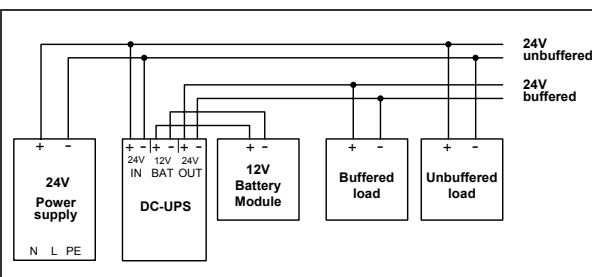 24V
unbuffered
24V
buffered
+ -
24V
Power
supply
N L PE
+ - + - + -
24V 12V 24V
IN BAT OUT
DC-UPS
+ -
12V
Battery
Module
+ -
Buffered
load
+ -
Unbuffered
load